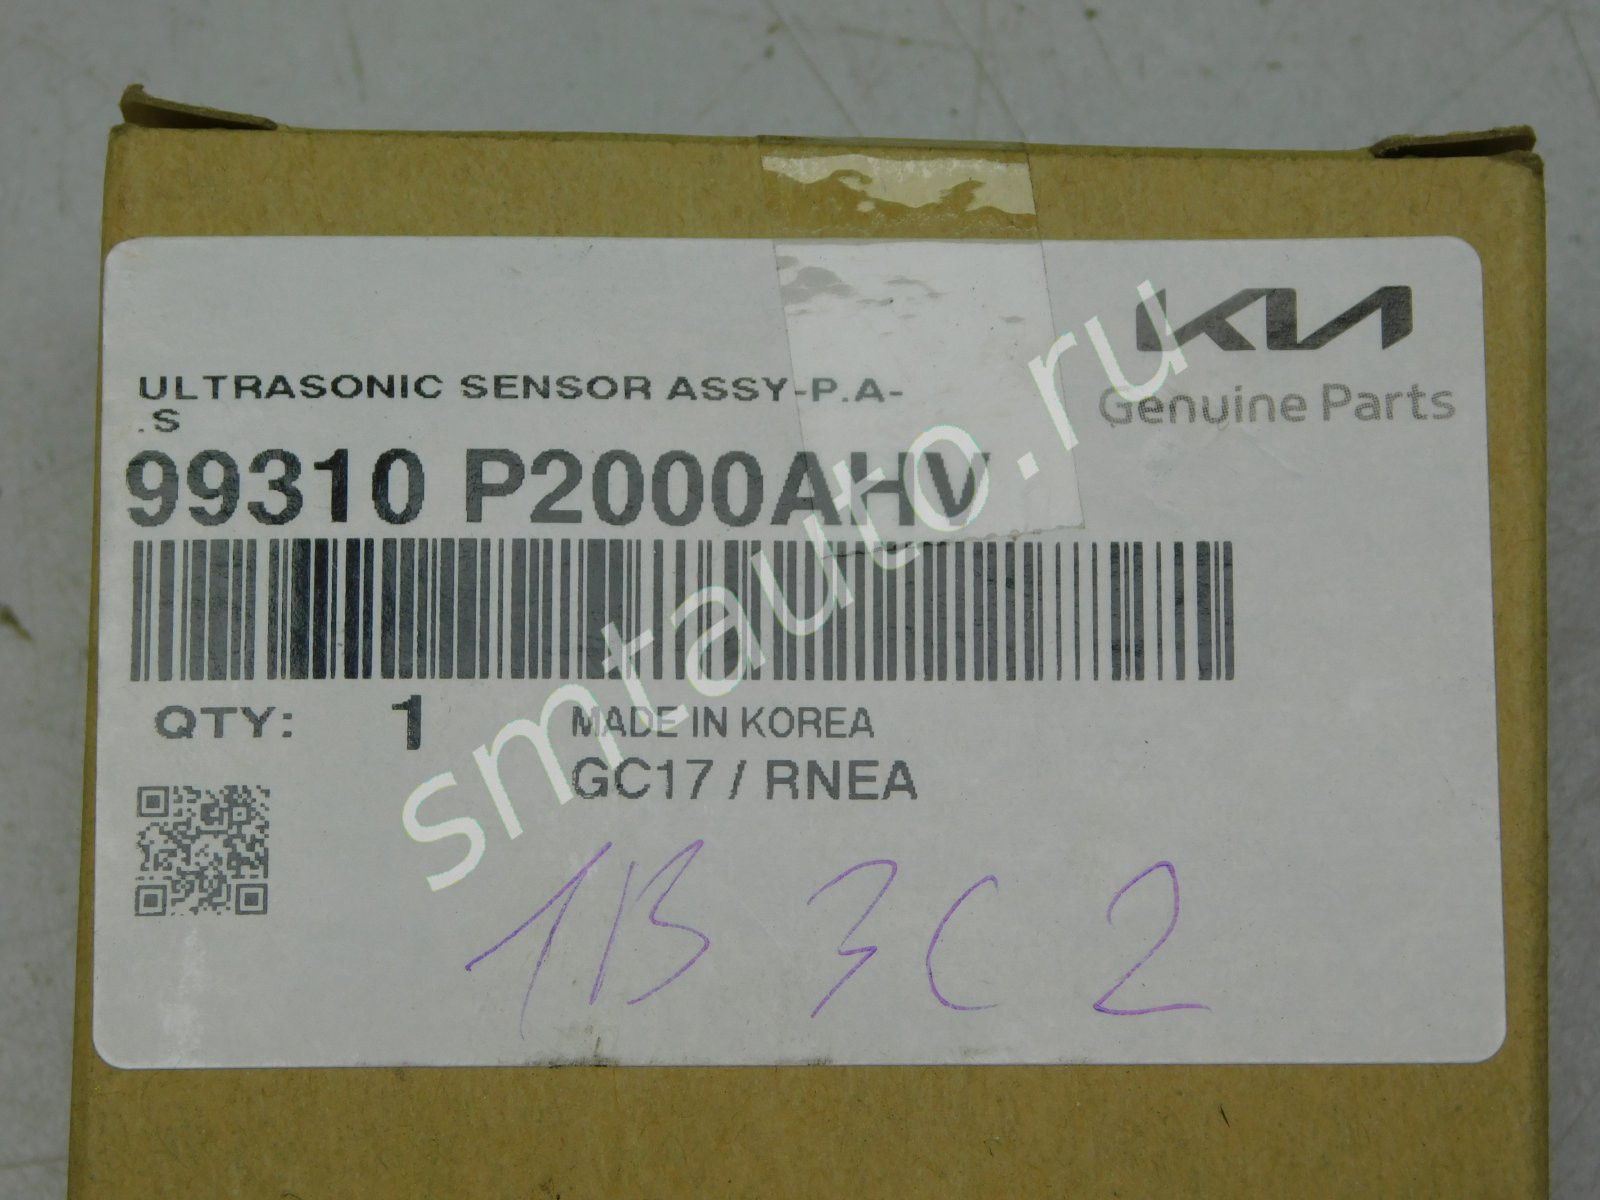 KIA
Genuine Parts
ULTRASONIC SENSOR ASSY-P.A-
.S
99310 P2000AHV
QTY: 1 MADE IN KOREA
GC17 / RNEA
1B 3C 2
smtauto.ru